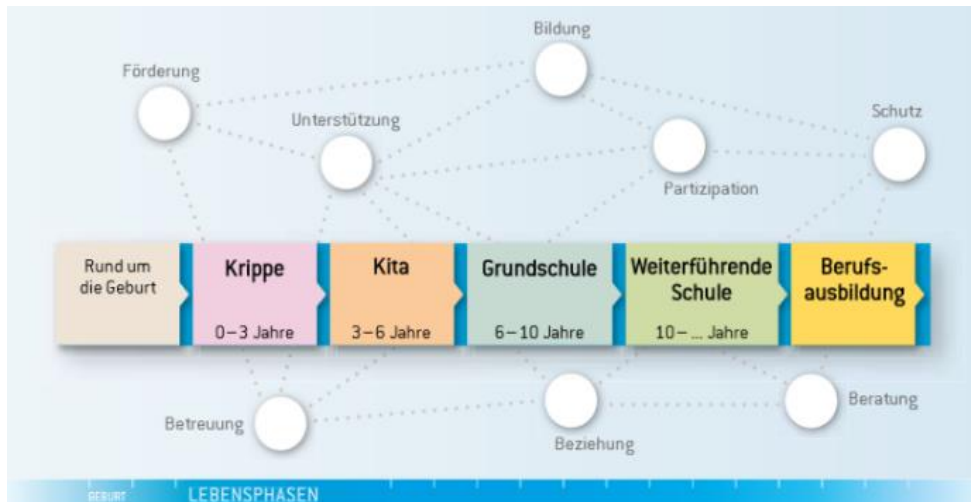 Bildung
Förderung
Unterstützung
Schutz
Partizipation
Rund um
die Geburt
Krippe
0–3 Jahre
Kita
3–6 Jahre
Grundschule
6–10 Jahre
Weiterführende
Schule
10– ... Jahre
Berufs-
ausbildung
Betreuung
Beziehung
Beratung
GEBURT
LEBENSPHASEN